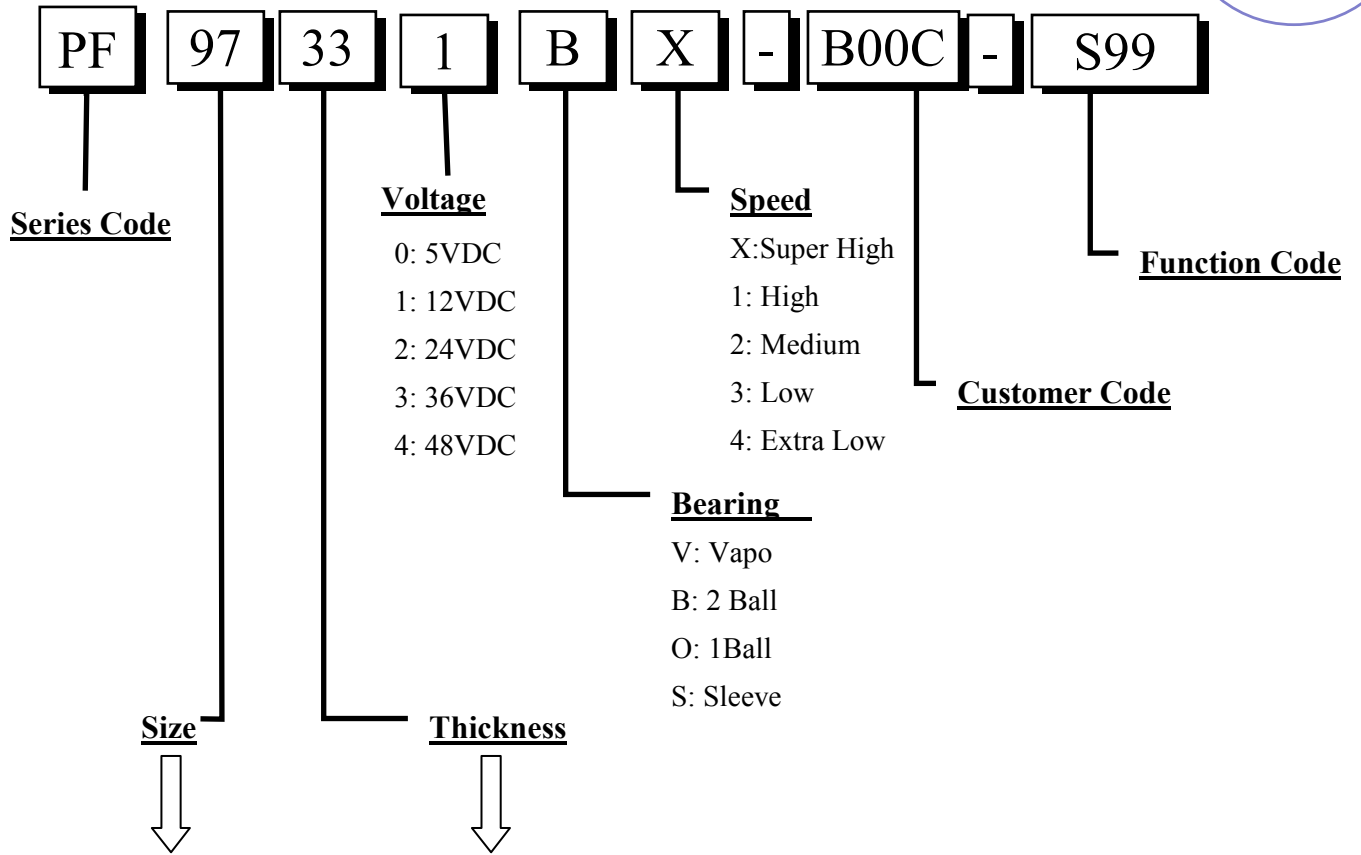 PF 97 33 1 B X - B00C - S99
Series Code
Voltage
0: 5VDC
1: 12VDC
2: 24VDC
3: 36VDC
4: 48VDC
Speed
X:Super High
1: High
2: Medium
3: Low
4: Extra Low
Function Code
Customer Code
Bearing
V: Vapo
B: 2 Ball
O: 1Ball
S: Sleeve
Size
Thickness